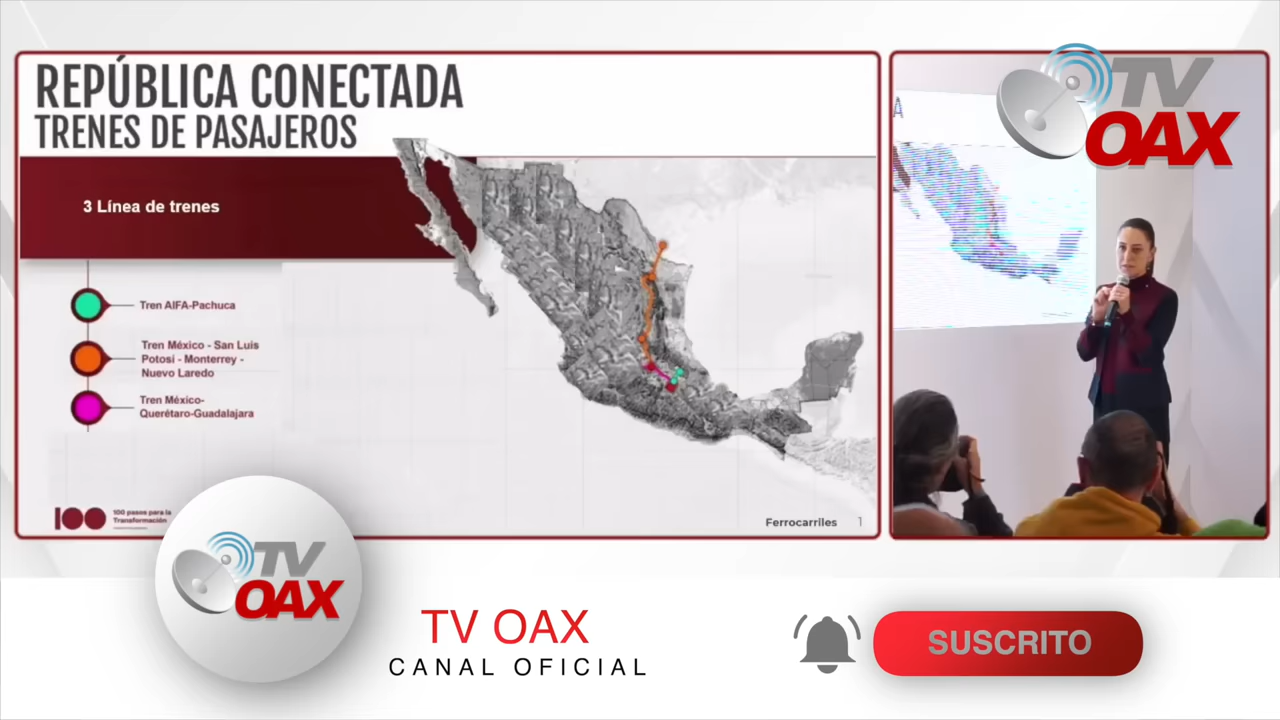 REPÚBLICA CONECTADA
TRENES DE PASAJEROS
3 Línea de trenes
Tren AIFA-Pachuca
Tren México - San Luis
Potosí - Monterrey -
Nuevo Laredo
Tren México-
Querétaro-Guadalajara
100
100 pasos para la
Transformación
Ferrocarriles 1
A
TV
OAX
TV
OAX
TV OAX
CANAL OFICIAL
SUSCRITO